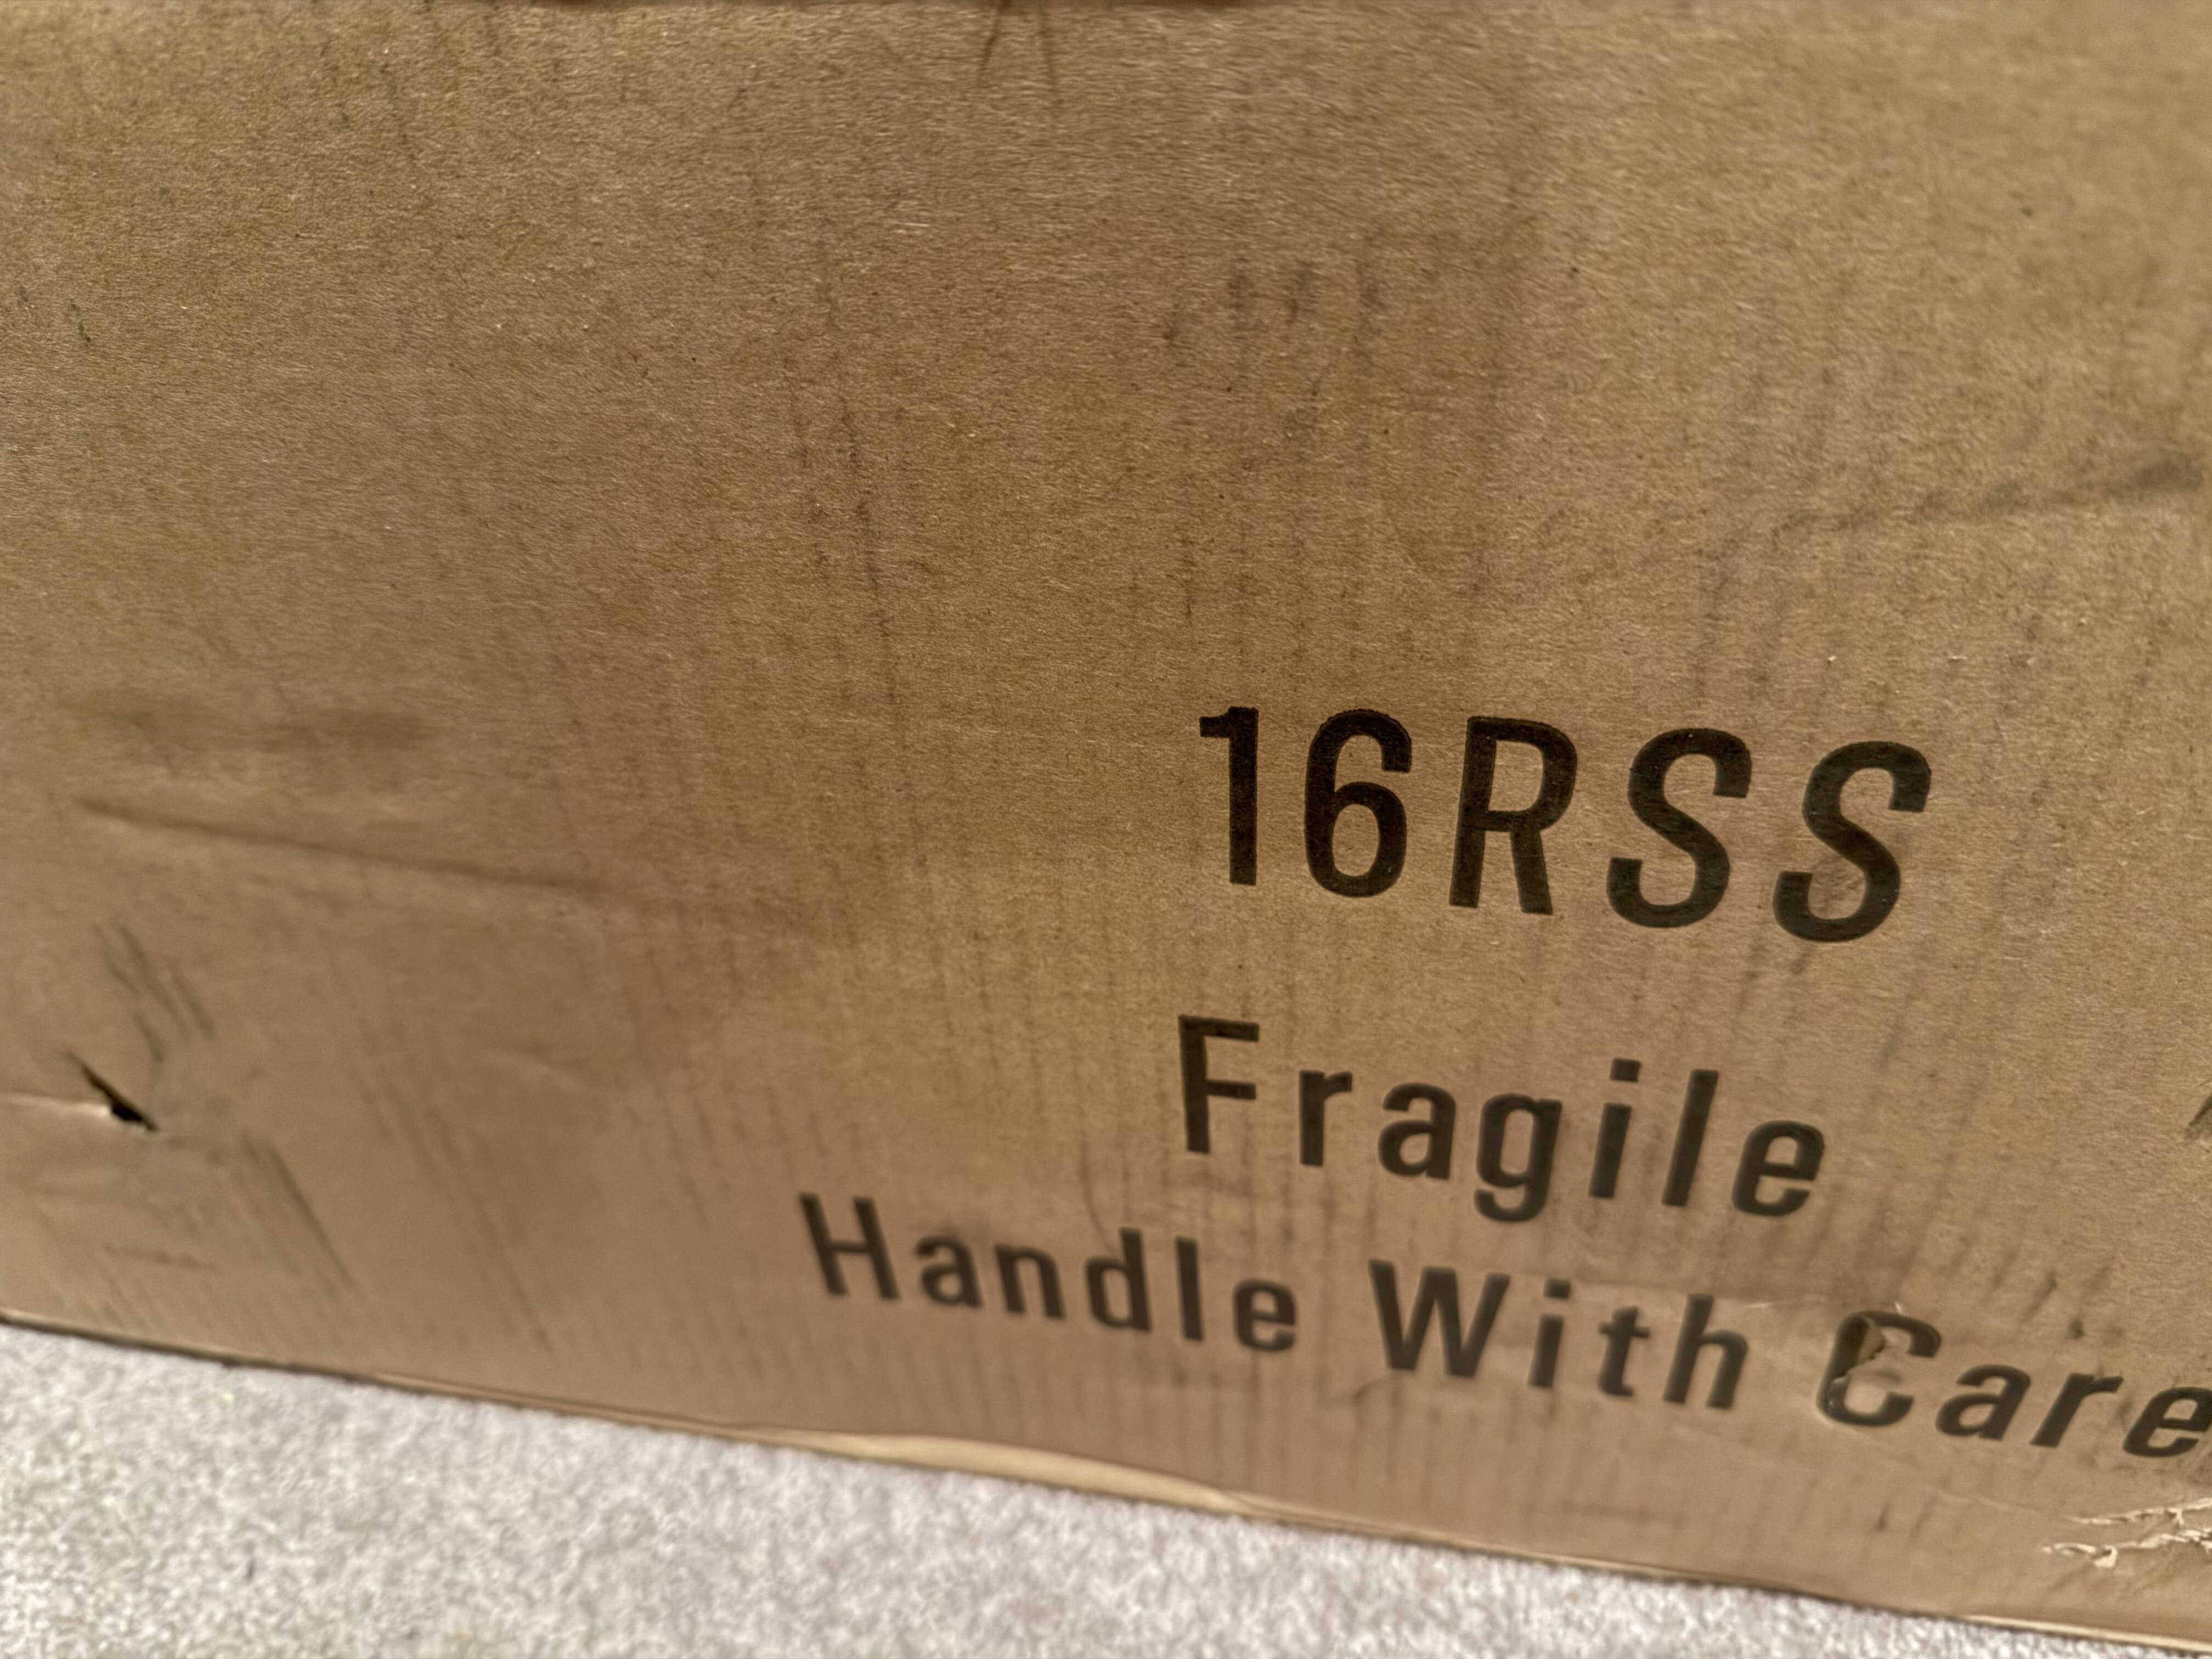 16RSS
Fragile
Handle With Care